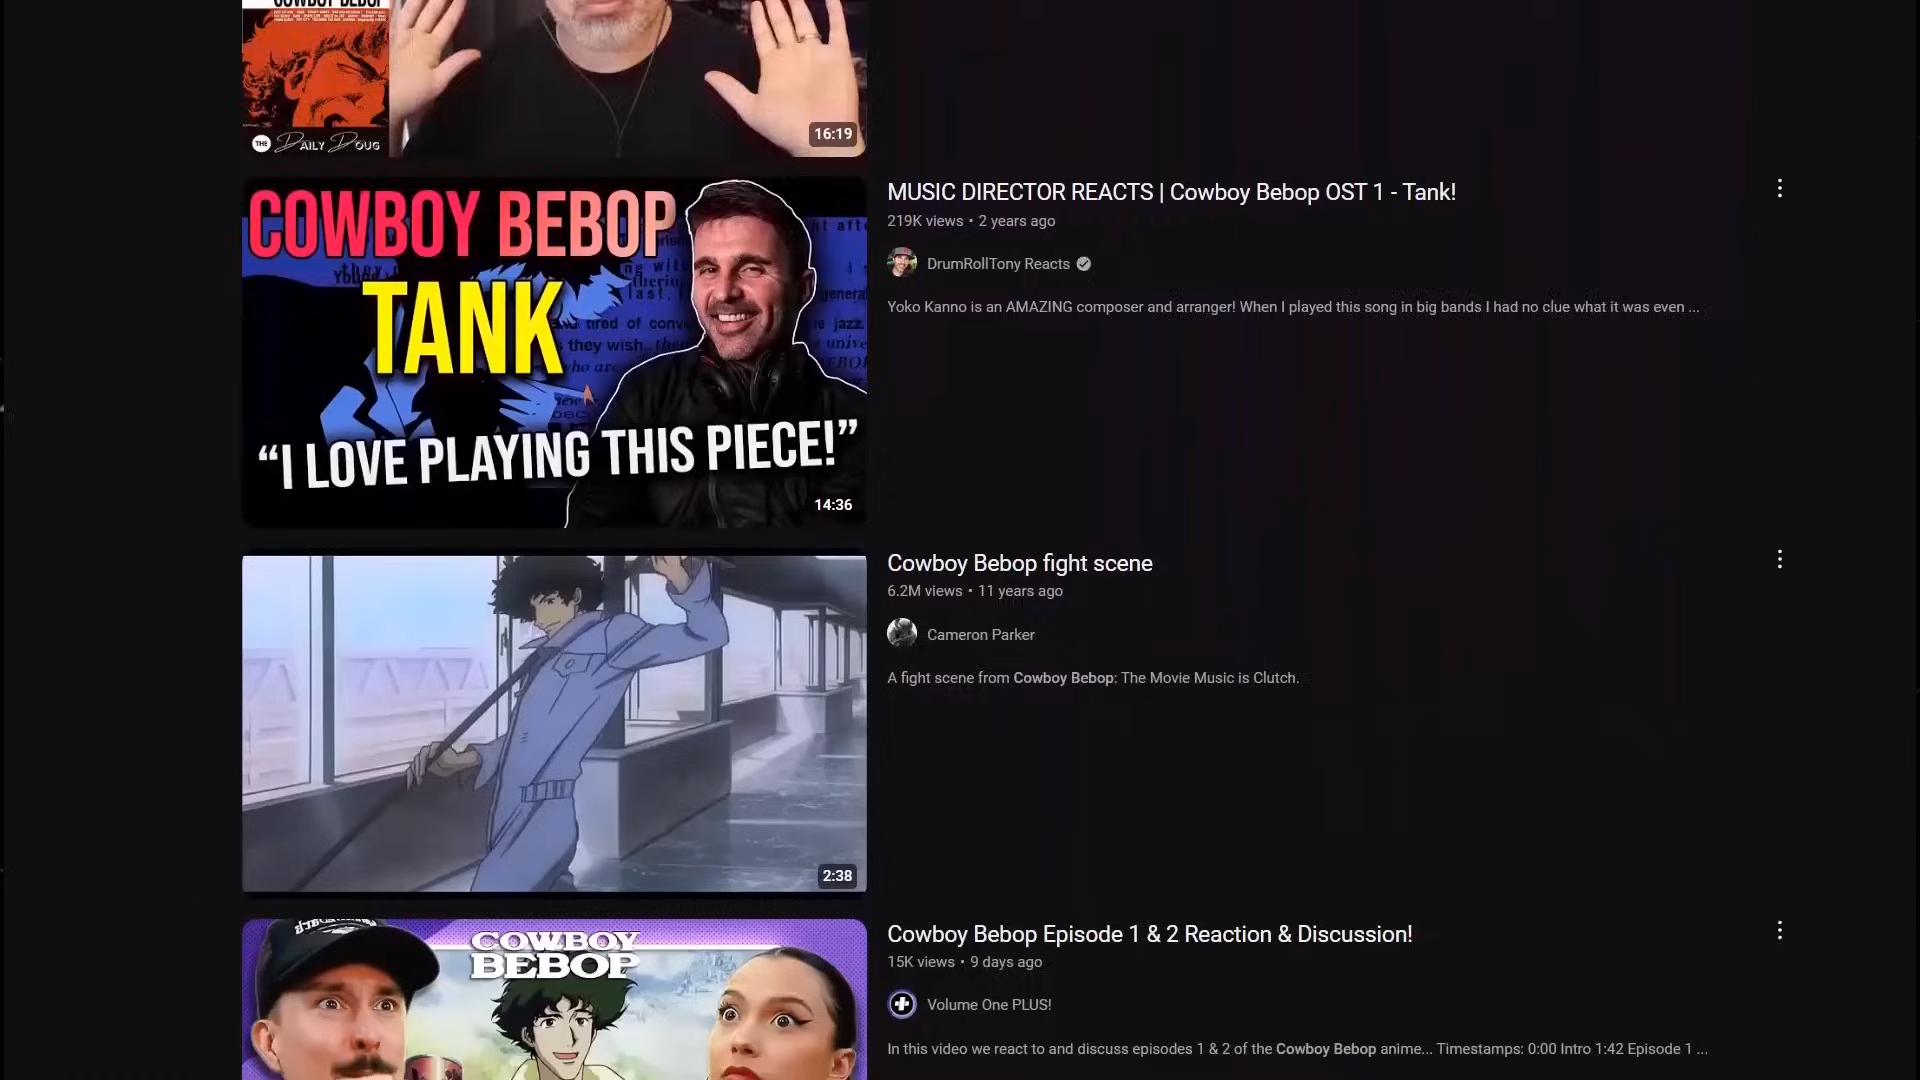 COWBOY BEBOP
THE DAILY DOUG
16:19
COWBOY BEBOP
TANK
“I LOVE PLAYING THIS PIECE!”
14:36
MUSIC DIRECTOR REACTS | Cowboy Bebop OST 1 - Tank!
219K views • 2 years ago
DrumRollTony Reacts
Yoko Kanno is an AMAZING composer and arranger! When I played this song in big bands I had no clue what it was even ...
2:38
Cowboy Bebop fight scene
6.2M views • 11 years ago
Cameron Parker
A fight scene from Cowboy Bebop: The Movie Music is Clutch.
COWBOY
BEBOP
Cowboy Bebop Episode 1 & 2 Reaction & Discussion!
15K views • 9 days ago
Volume One PLUS!
In this video we react to and discuss episodes 1 & 2 of the Cowboy Bebop anime... Timestamps: 0:00 Intro 1:42 Episode 1 ...